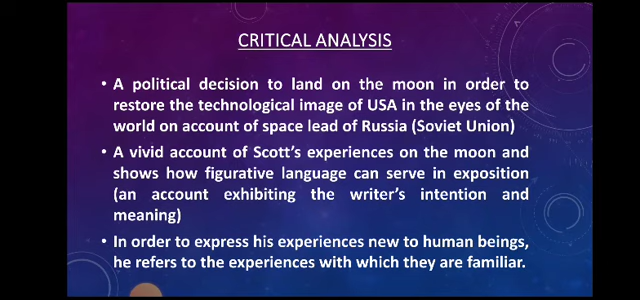 CRITICAL ANALYSIS
• A political decision to land on the moon in order to
restore the technological image of USA in the eyes of the
world on account of space lead of Russia (Soviet Union)
• A vivid account of Scott's experiences on the moon and
shows how figurative language can serve in exposition
(an account exhibiting the writer's intention and
meaning)
• In order to express his experiences new to human beings,
he refers to the experiences with which they are familiar.